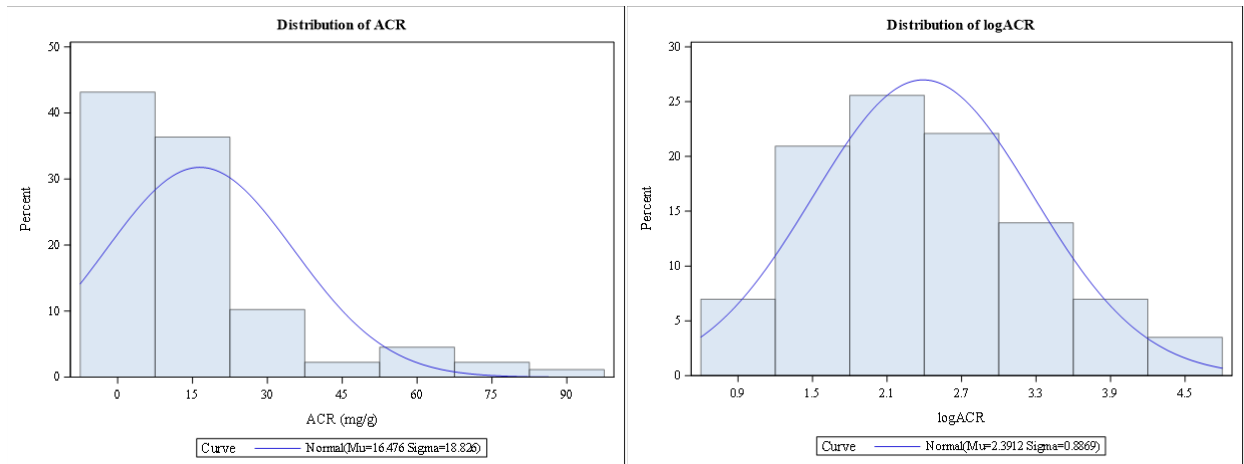 Distribution of ACR
50
40
30
20
10
0
Percent
0 15 30 45 60 75 90
ACR (mg/g)
Curve Normal(Mu=16.476 Sigma=18.826)
Distribution of logACR
30
25
20
15
10
5
0
Percent
0.9 1.5 2.1 2.7 3.3 3.9 4.5
logACR
Curve Normal(Mu=2.3912 Sigma=0.8869)